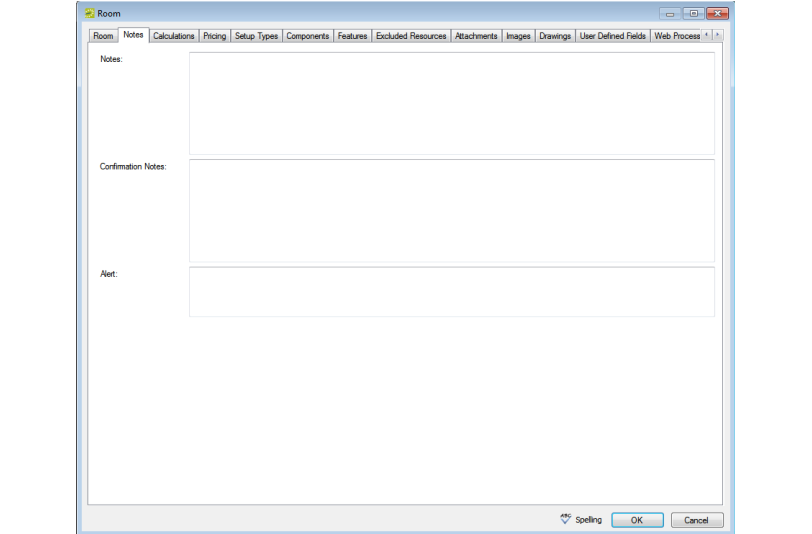 Room
Room Notes Calculations Pricing Setup Types Components Features Excluded Resources Attachments Images Drawings User Defined Fields Web Process
Notes:
Confirmation Notes:
Alert:
ABC Spelling OK Cancel